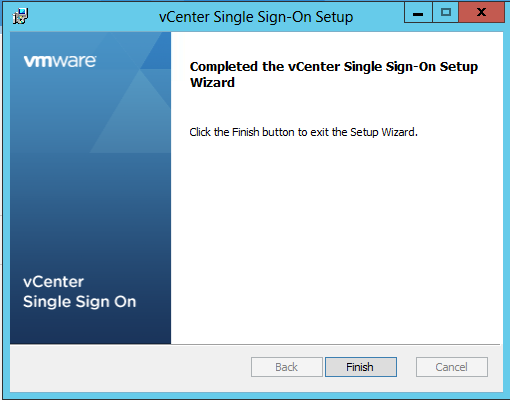 vCenter Single Sign-On Setup
vmware
Completed the vCenter Single Sign-On Setup
Wizard
Click the Finish button to exit the Setup Wizard.
vCenter
Single Sign On
Back
Finish
Cancel